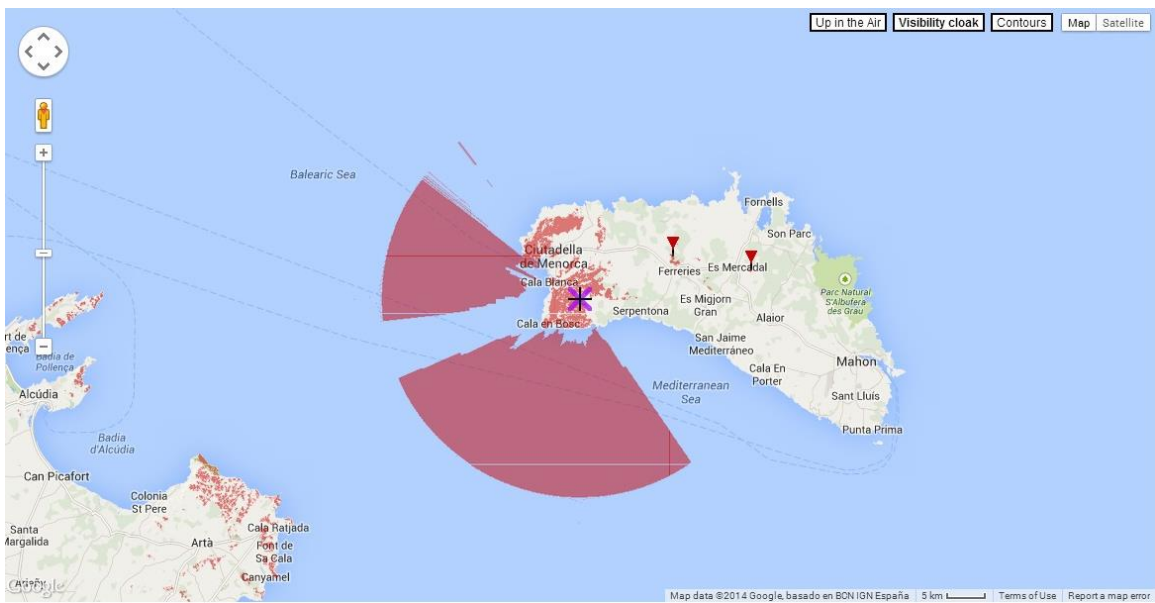 Up in the Air
Visibility cloak
Contours
Map
Satellite
Balearic Sea
Fornells
Son Parc
Ciutadella
de Menorca
Cala Blanca
Ferreries
Es Mercadal
Parc Natural
S'Albufera
des Grau
Serpentona
Es Migjorn
Gran
Alaior
Cala en Bosc
San Jaime
Mediterráneo
Mahon
Cala En
Porter
Mediterranean
Sea
Sant Lluís
Punta Prima
rt de
ença
Badia de
Pollença
Alcúdia
Badia
d'Alcúdia
Can Picafort
Colonia
St Pere
Santa
Margalida
Artà
Cala Ratjada
Font de
Sa Cala
Canyamel
Google
Map data ©2014 Google, basado en BCN IGN España
5 km
Terms of Use
Report a map error